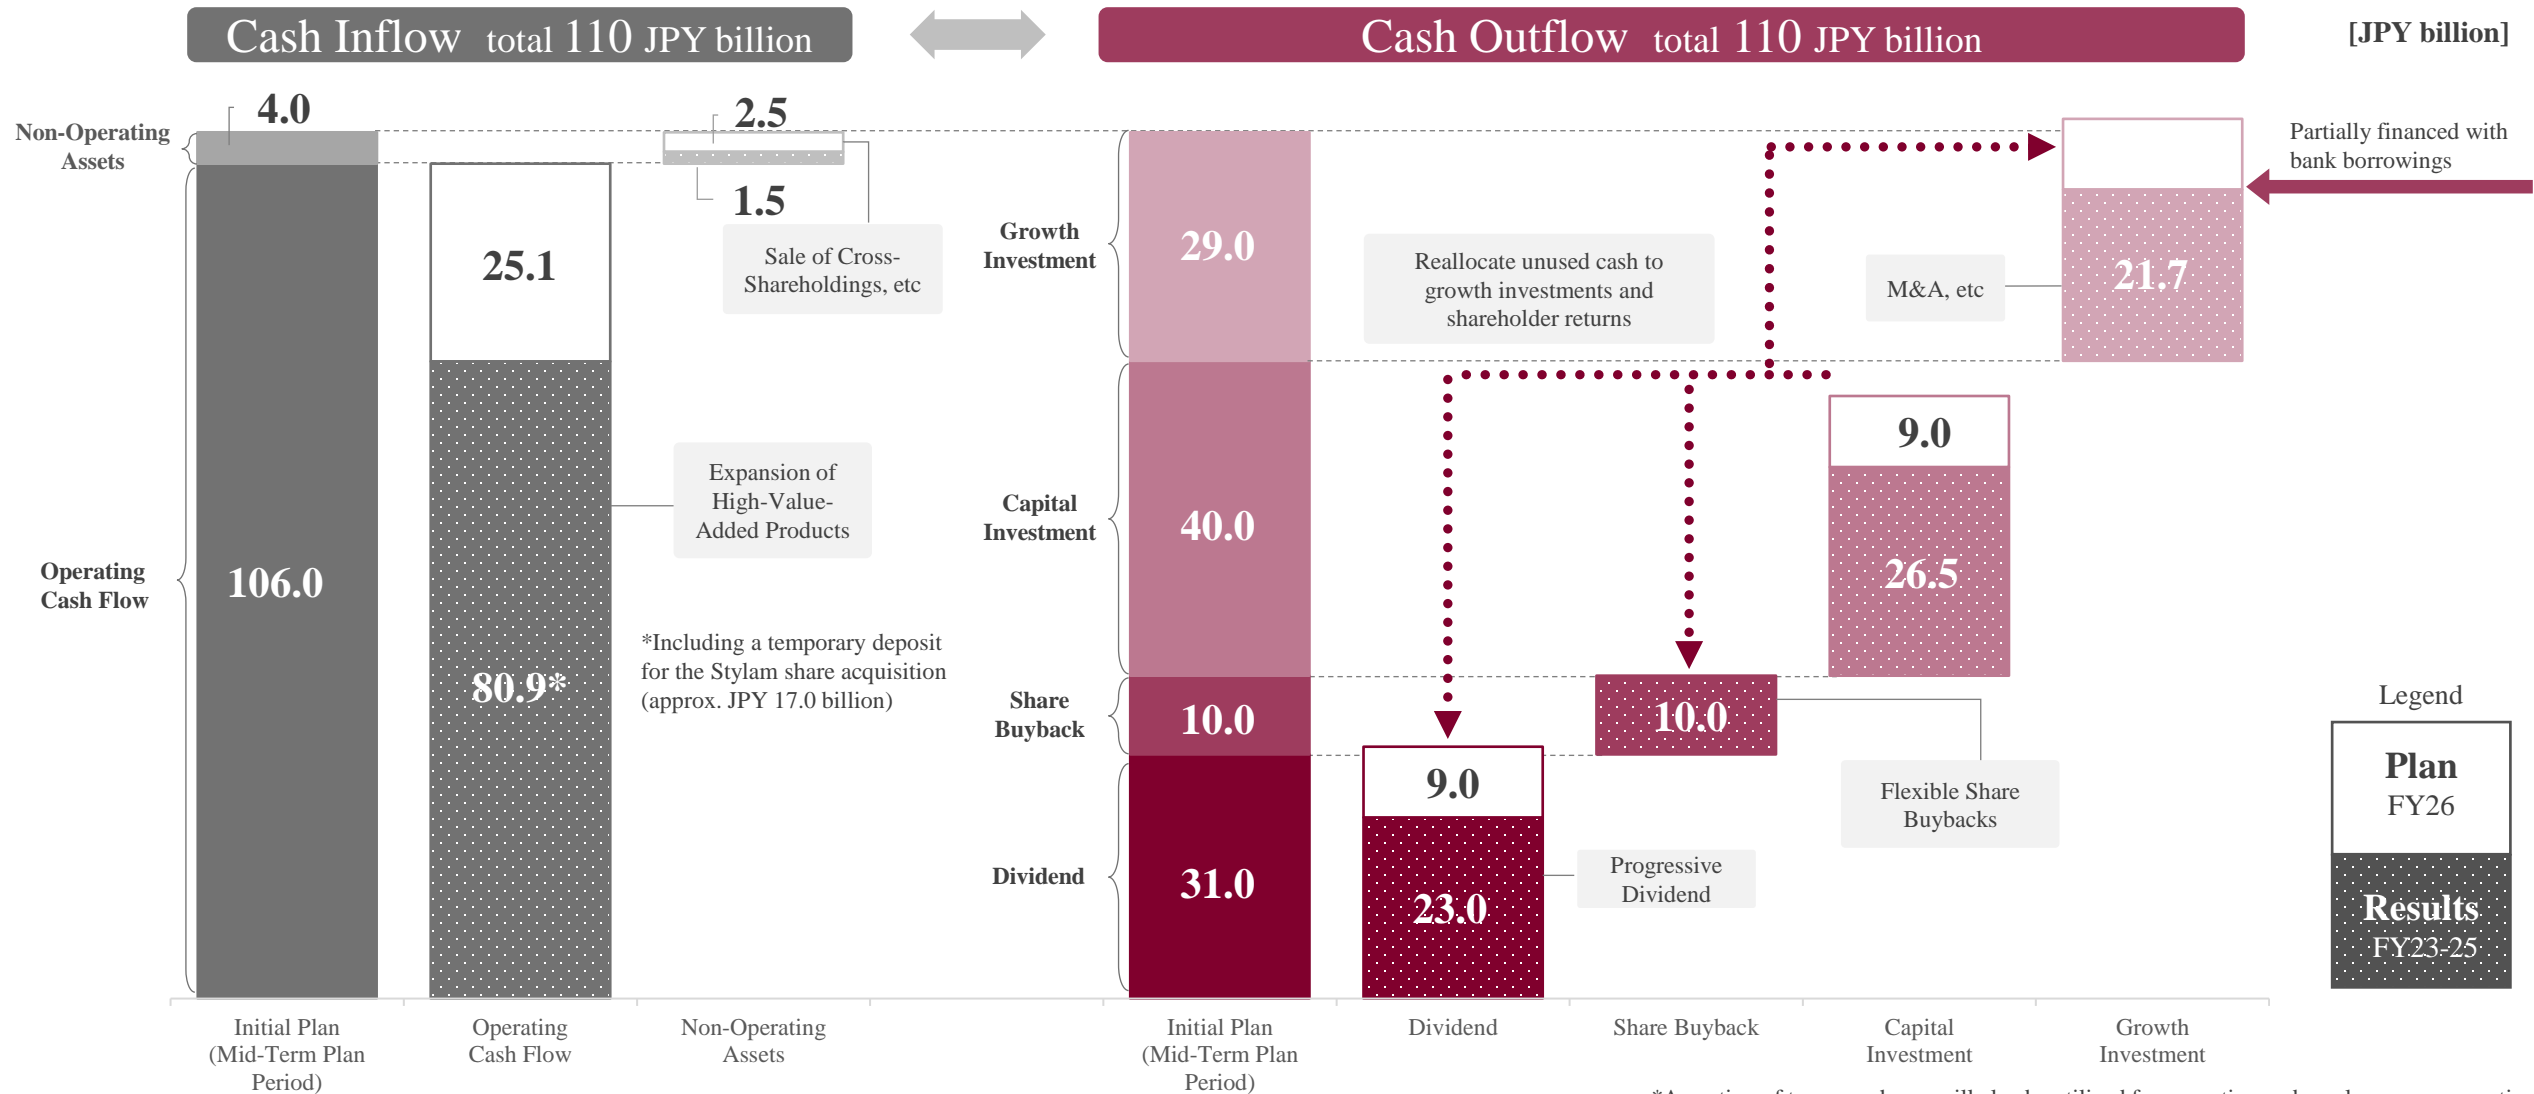 Cash Inflow total 110 JPY billion
Cash Outflow total 110 JPY billion
[JPY billion]
Non-Operating
Assets
4.0
2.5
1.5
Sale of Cross-
Shareholdings, etc
25.1
Expansion of
High-Value-
Added Products
Operating
Cash Flow
106.0
80.9*
*Including a temporary deposit
for the Stylam share acquisition
(approx. JPY 17.0 billion)
Growth
Investment
29.0
Reallocate unused cash to
growth investments and
shareholder returns
M&A, etc
21.7
Partially financed with
bank borrowings
Capital
Investment
40.0
9.0
26.5
Share
Buyback
10.0
10.0
Flexible Share
Buybacks
Dividend
31.0
9.0
23.0
Progressive
Dividend
Legend
Plan
FY26
Results
FY23-25
Initial Plan
(Mid-Term Plan
Period)
Operating
Cash Flow
Non-Operating
Assets
Initial Plan
(Mid-Term Plan
Period)
Dividend
Share Buyback
Capital
Investment
Growth
Investment